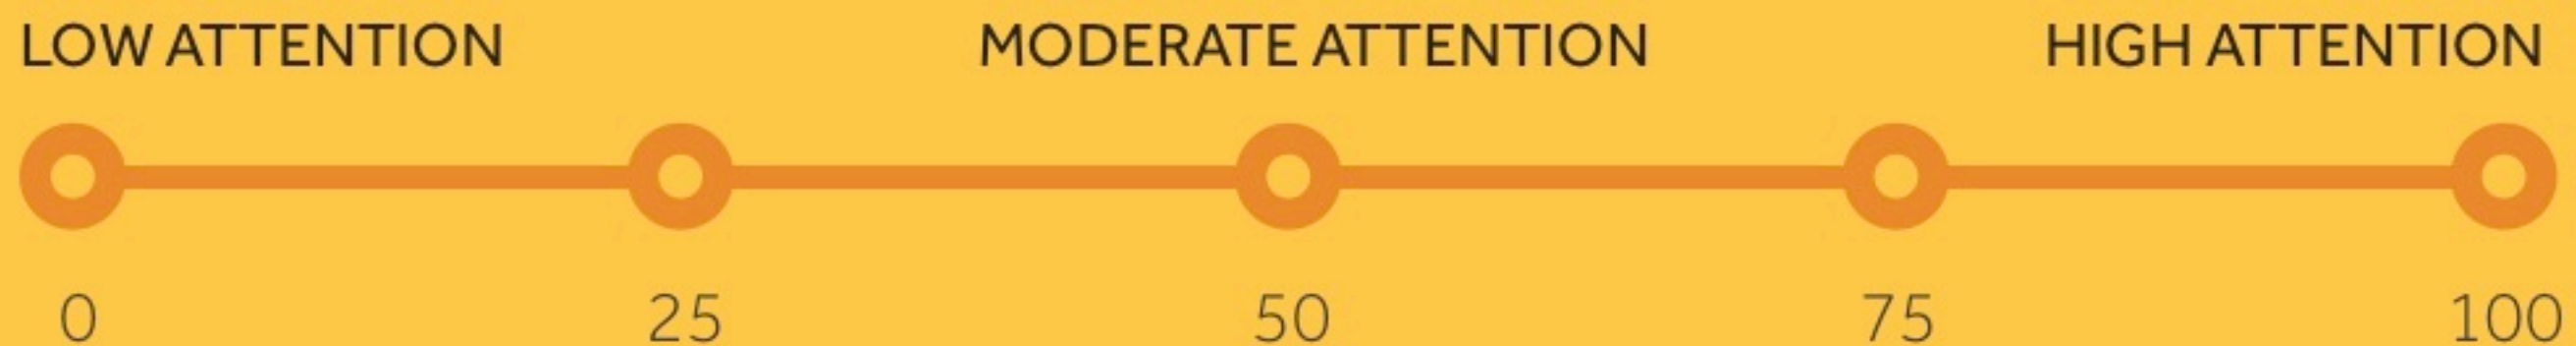 LOW ATTENTION MODERATE ATTENTION HIGH ATTENTION
0 25 50 75 100